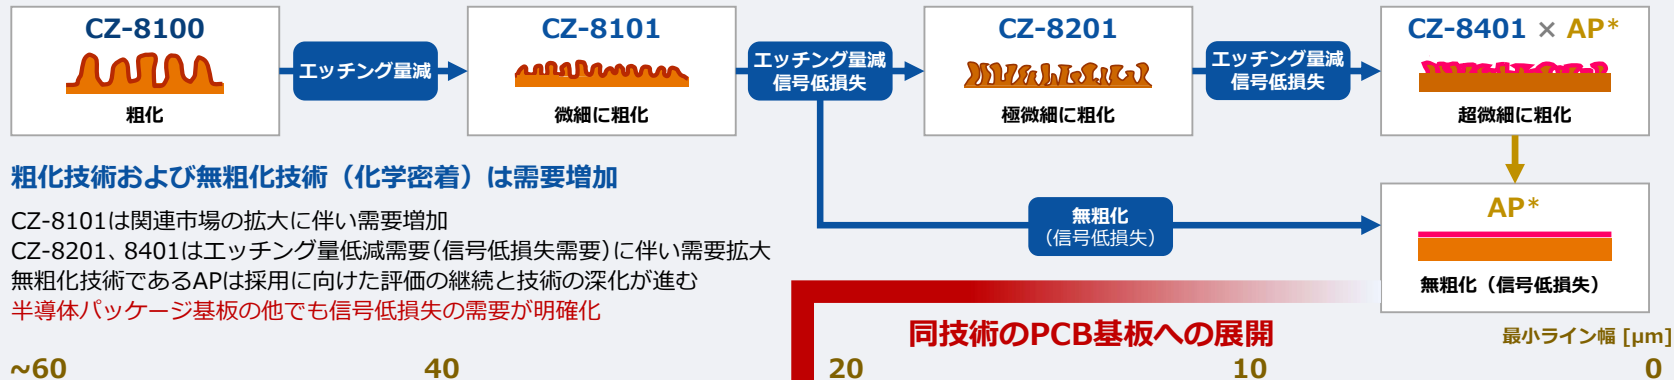 CZ-8100
粗化
エッチング量減
CZ-8101
微細に粗化
エッチング量減
信号低損失
CZ-8201
極微細に粗化
エッチング量減
信号低損失
CZ-8401 × AP*
超微細に粗化
粗化技術および無粗化技術（化学密着）は需要増加
CZ-8101は関連市場の拡大に伴い需要増加
CZ-8201、8401はエッチング量低減需要（信号低損失需要）に伴い需要拡大
無粗化技術であるAPは採用に向けた評価の継続と技術の深化が進む
半導体パッケージ基板の他でも信号低損失の需要が明確化
無粗化
（信号低損失）
AP*
無粗化（信号低損失）
同技術のPCB基板への展開
最小ライン幅 [μm]
~60
40
20
10
0